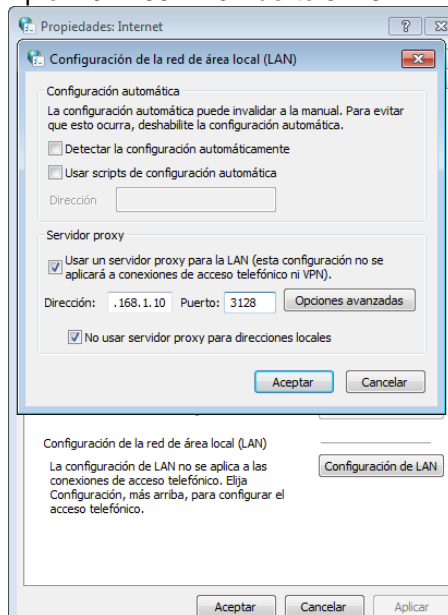 Propiedades: Internet
Configuración de la red de área local (LAN)
Configuración automática
La configuración automática puede invalidar a la manual. Para evitar
que esto ocurra, deshabilite la configuración automática.
Detectar la configuración automáticamente
Usar scripts de configuración automática
Dirección
Servidor proxy
Usar un servidor proxy para la LAN (esta configuración no se
aplicará a conexiones de acceso telefónico ni VPN).
Dirección: .168.1.10 Puerto: 3128 Opciones avanzadas
No usar servidor proxy para direcciones locales
Aceptar Cancelar
Configuración de la red de área local (LAN)
La configuración de LAN no se aplica a las
conexiones de acceso telefónico. Elija
Configuración, más arriba, para configurar el
acceso telefónico.
Configuración de LAN
Aceptar Cancelar Aplicar